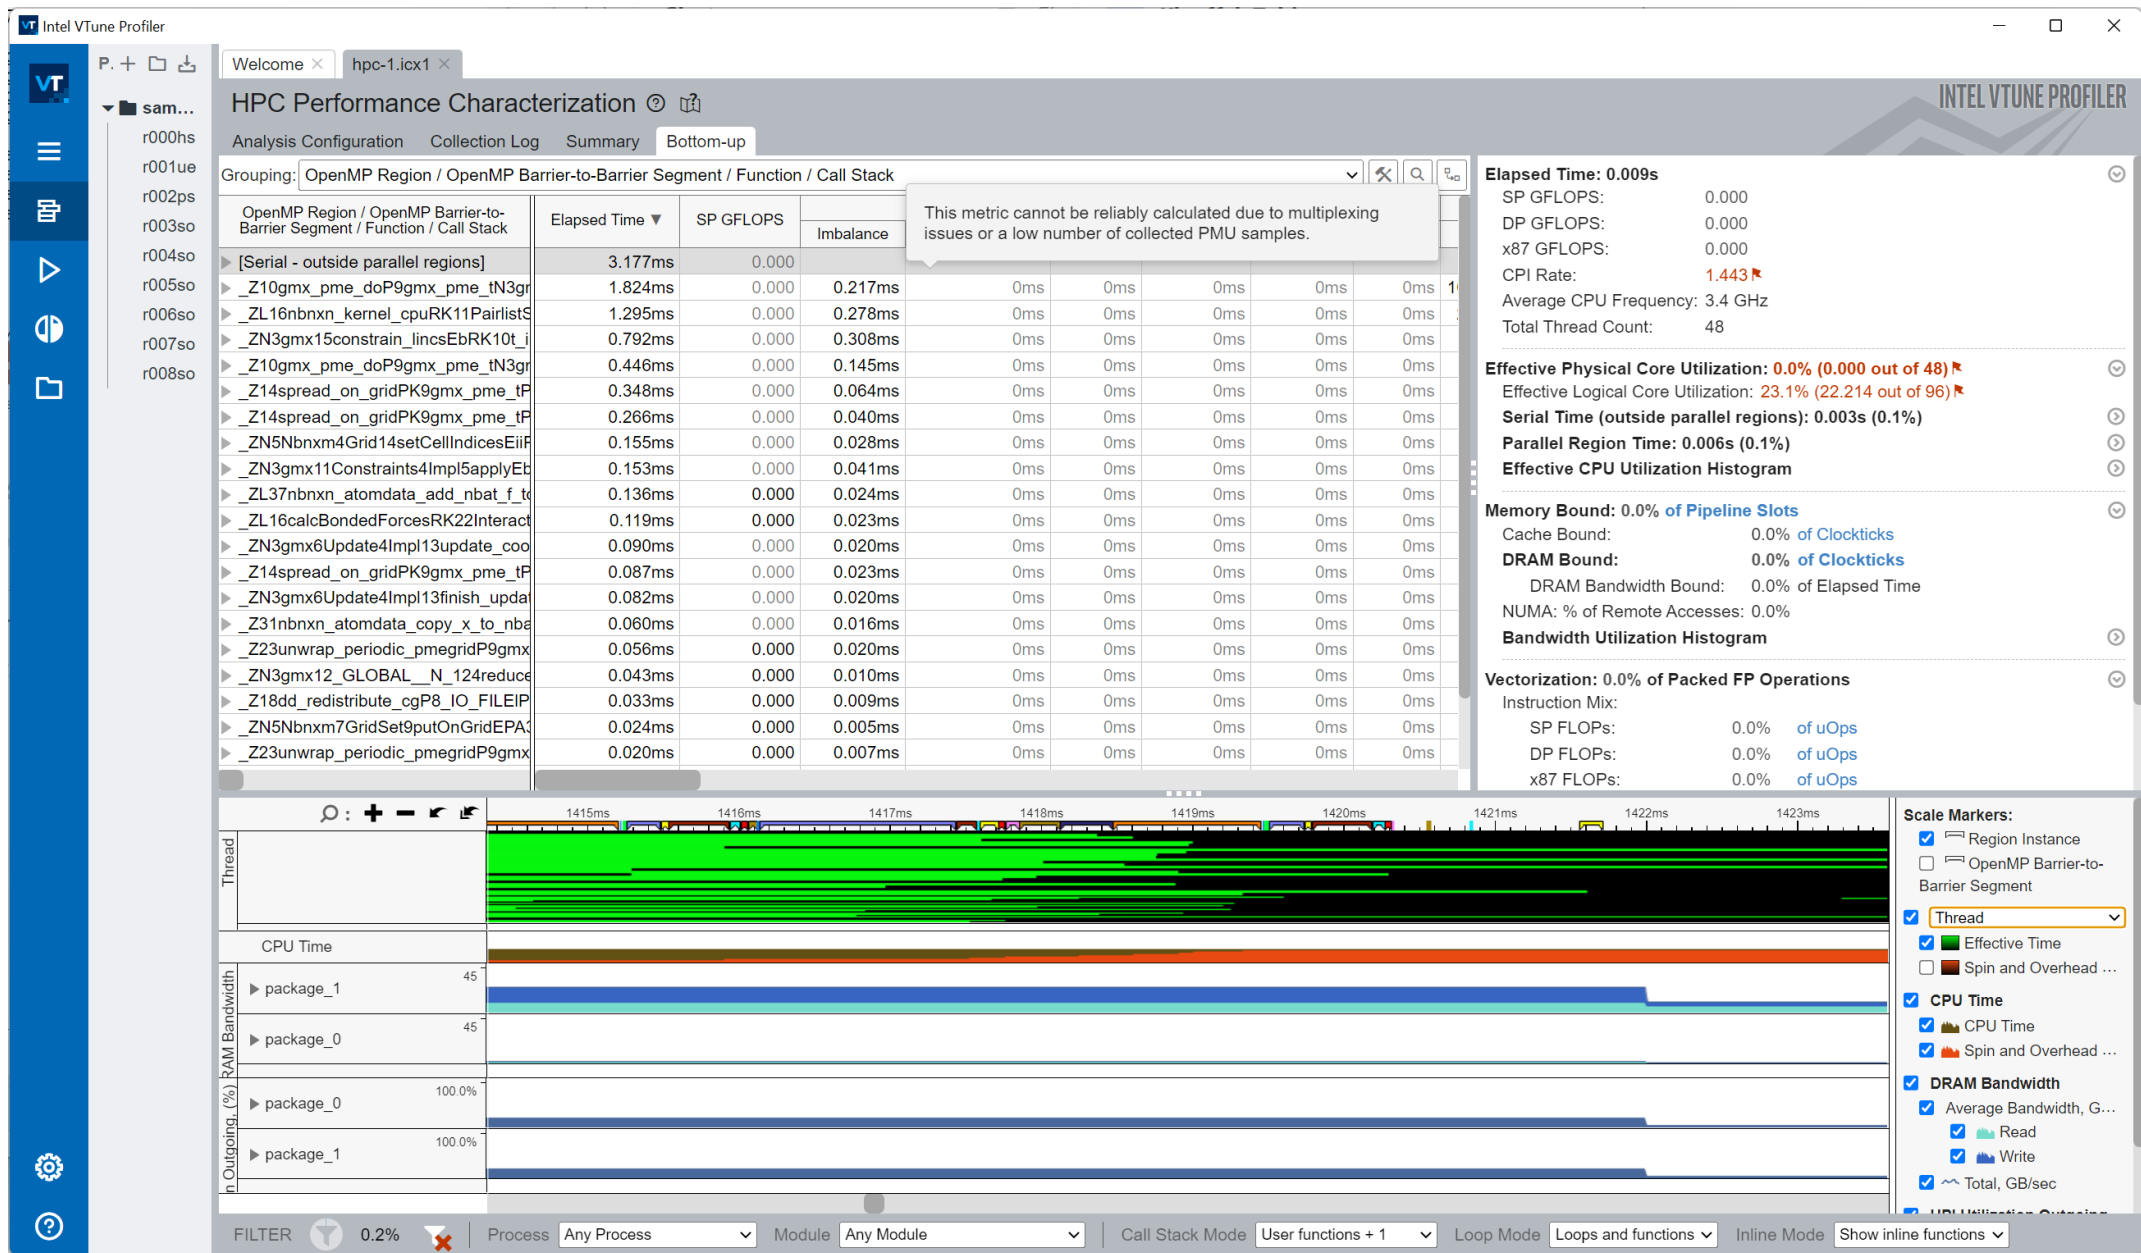 Intel VTune Profiler
P.
Welcome
hpc-1.icx1
sam...
r000hs
r001ue
r002ps
r003so
r004so
r005so
r006so
r007so
r008so
HPC Performance Characterization
INTEL VTUNE PROFILER
Analysis Configuration
Collection Log
Summary
Bottom-up
Grouping: OpenMP Region / OpenMP Barrier-to-Barrier Segment / Function / Call Stack
OpenMP Region / OpenMP Barrier-to-
Barrier Segment / Function / Call Stack
Elapsed Time
SP GFLOPS
Imbalance
This metric cannot be reliably calculated due to multiplexing
issues or a low number of collected PMU samples.
[Serial - outside parallel regions] 3.177ms 0.000
_Z10gmx_pme_doP9gmx_pme_tN3gr 1.824ms 0.000 0.217ms 0ms 0ms 0ms 0ms 0ms
_ZL16nbnxn_kernel_cpuRK11PairlistS 1.295ms 0.000 0.278ms 0ms 0ms 0ms 0ms 0ms
_ZN3gmx15constrain_lincsEbRK10t_i 0.792ms 0.000 0.308ms 0ms 0ms 0ms 0ms 0ms
_Z10gmx_pme_doP9gmx_pme_tN3gr 0.446ms 0.000 0.145ms 0ms 0ms 0ms 0ms 0ms
_Z14spread_on_gridPK9gmx_pme_tP 0.348ms 0.000 0.064ms 0ms 0ms 0ms 0ms 0ms
_Z14spread_on_gridPK9gmx_pme_tP 0.266ms 0.000 0.040ms 0ms 0ms 0ms 0ms 0ms
_ZN5Nbnxm4Grid14setCellIndicesEiiF 0.155ms 0.000 0.028ms 0ms 0ms 0ms 0ms 0ms
_ZN3gmx11Constraints4Impl5applyEb 0.153ms 0.000 0.041ms 0ms 0ms 0ms 0ms 0ms
_ZL37nbnxn_atomdata_add_nbat_f_to 0.136ms 0.000 0.024ms 0ms 0ms 0ms 0ms 0ms
_ZL16calcBondedForcesRK22Interact 0.119ms 0.000 0.023ms 0ms 0ms 0ms 0ms 0ms
_ZN3gmx6Update4Impl13update_coo 0.090ms 0.000 0.020ms 0ms 0ms 0ms 0ms 0ms
_Z14spread_on_gridPK9gmx_pme_tP 0.087ms 0.000 0.023ms 0ms 0ms 0ms 0ms 0ms
_ZN3gmx6Update4Impl13finish_updat 0.082ms 0.000 0.020ms 0ms 0ms 0ms 0ms 0ms
_Z31nbnxn_atomdata_copy_x_to_nba 0.060ms 0.000 0.016ms 0ms 0ms 0ms 0ms 0ms
_Z23unwrap_periodic_pmegridP9gmx 0.056ms 0.000 0.020ms 0ms 0ms 0ms 0ms 0ms
_ZN3gmx12_GLOBAL__N_124reduce 0.043ms 0.000 0.010ms 0ms 0ms 0ms 0ms 0ms
_Z18dd_redistribute_cgP8_IO_FILElP 0.033ms 0.000 0.009ms 0ms 0ms 0ms 0ms 0ms
_ZN5Nbnxm7GridSet9putOnGridEPA3 0.024ms 0.000 0.005ms 0ms 0ms 0ms 0ms 0ms
_Z23unwrap_periodic_pmegridP9gmx 0.020ms 0.000 0.007ms 0ms 0ms 0ms 0ms 0ms
Elapsed Time: 0.009s
SP GFLOPS: 0.000
DP GFLOPS: 0.000
x87 GFLOPS: 0.000
CPI Rate: 1.443
Average CPU Frequency: 3.4 GHz
Total Thread Count: 48
Effective Physical Core Utilization: 0.0% (0.000 out of 48)
Effective Logical Core Utilization: 23.1% (22.214 out of 96)
Serial Time (outside parallel regions): 0.003s (0.1%)
Parallel Region Time: 0.006s (0.1%)
Effective CPU Utilization Histogram
Memory Bound: 0.0% of Pipeline Slots
Cache Bound: 0.0% of Clockticks
DRAM Bound: 0.0% of Clockticks
DRAM Bandwidth Bound: 0.0% of Elapsed Time
NUMA: % of Remote Accesses: 0.0%
Bandwidth Utilization Histogram
Vectorization: 0.0% of Packed FP Operations
Instruction Mix:
SP FLOPs: 0.0% of uOps
DP FLOPs: 0.0% of uOps
x87 FLOPs: 0.0% of uOps
1415ms 1416ms 1417ms 1418ms 1419ms 1420ms 1421ms 1422ms 1423ms
Thread
CPU Time
RAM Bandwidth
package_1 45
package_0 45
n Outgoing, (%)
package_0 100.0%
package_1 100.0%
Scale Markers:
Region Instance
OpenMP Barrier-to-
Barrier Segment
Thread
Effective Time
Spin and Overhead ...
CPU Time
CPU Time
Spin and Overhead ...
DRAM Bandwidth
Average Bandwidth, G...
Read
Write
Total, GB/sec
UPI Utilization Outgoing
FILTER 0.2% Process Any Process Module Any Module Call Stack Mode User functions + 1 Loop Mode Loops and functions Inline Mode Show inline functions